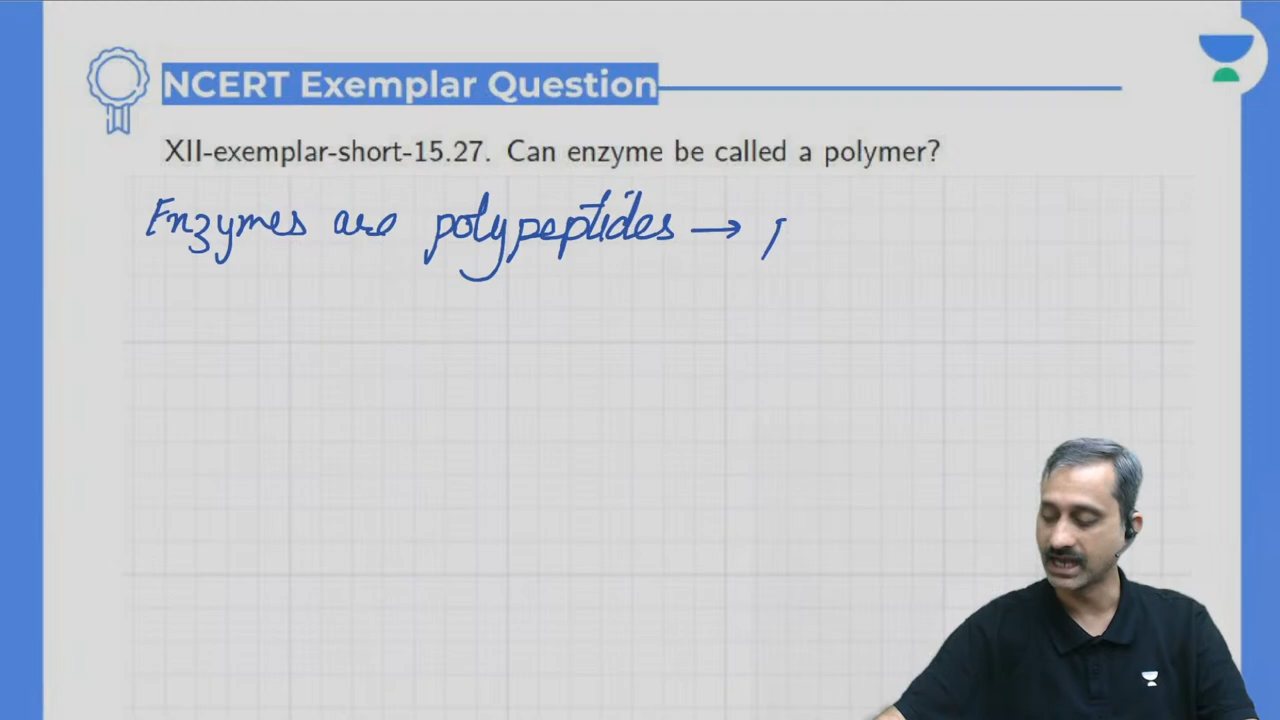 NCERT Exemplar Question
XII-exemplar-short-15.27. Can enzyme be called a polymer?
Enzymes are polypeptides →